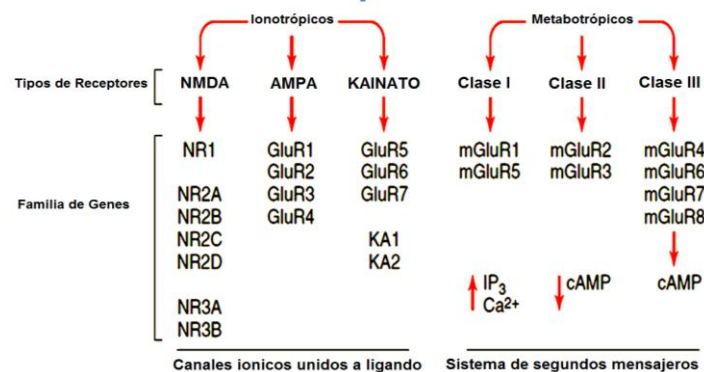 Ionotrópicos Metabotrópicos
Tipos de Receptores NMDA AMPA KAINATO Clase I Clase II Clase III
NR1 GluR1 GluR5 mGluR1 mGluR2 mGluR4
GluR2 GluR6 mGluR5 mGluR3 mGluR6
Familia de Genes NR2A GluR3 GluR7 mGluR7
NR2B GluR4 mGluR8
NR2C KA1
NR2D KA2 IP3 cAMP cAMP
Ca2+
NR3A
NR3B
Canales ionicos unidos a ligando Sistema de segundos mensajeros